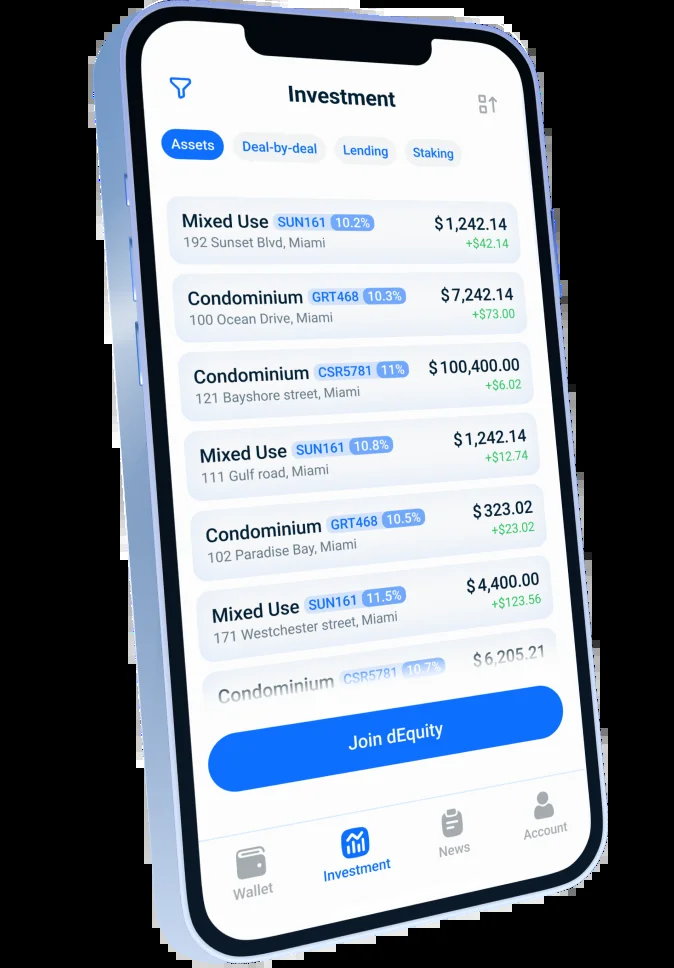 Investment
Assets Deal-by-deal Lending Staking
Mixed Use SUN161 10.2% $1,242.14
192 Sunset Blvd, Miami +$42.14
Condominium GRT468 10.3% $7,242.14
100 Ocean Drive, Miami +$73.00
Condominium CSR5781 11% $100,400.00
121 Bayshore street, Miami +$6.02
Mixed Use SUN161 10.8% $1,242.14
111 Gulf road, Miami +$12.74
Condominium GRT468 10.5% $323.02
102 Paradise Bay, Miami +$23.02
Mixed Use SUN161 11.5% $4,400.00
171 Westchester street, Miami +$123.56
Condominium CSR5781 10.7% $6,205.21
Join dEquity
Wallet Investment News Account